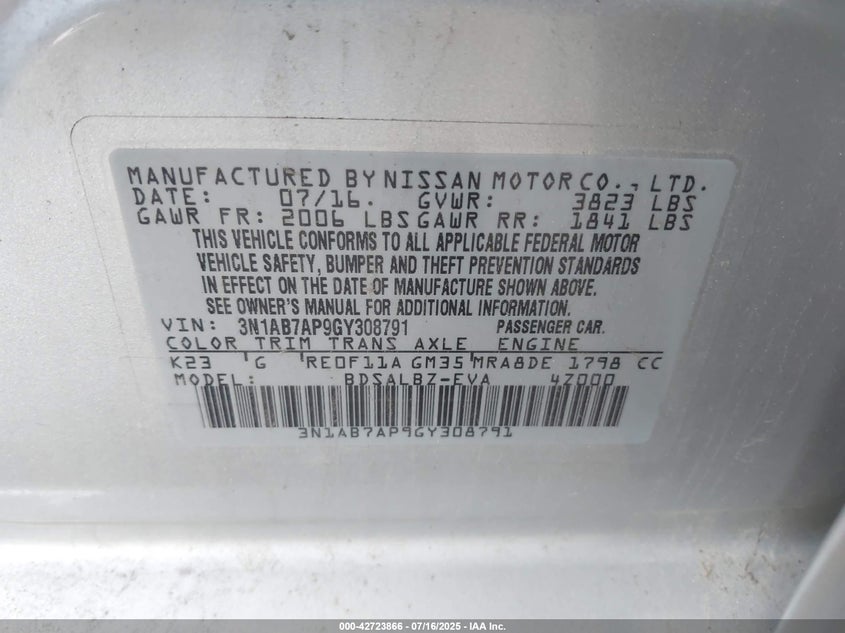 MANUFACTURED BY NISSAN MOTOR CO., LTD.
DATE: 07/16. GVWR: 3823 LBS
GAWR FR: 2006 LBS GAWR RR: 1841 LBS
THIS VEHICLE CONFORMS TO ALL APPLICABLE FEDERAL MOTOR
VEHICLE SAFETY, BUMPER AND THEFT PREVENTION STANDARDS
IN EFFECT ON THE DATE OF MANUFACTURE SHOWN ABOVE.
SEE OWNER'S MANUAL FOR ADDITIONAL INFORMATION.
VIN: 3N1AB7AP9GY308791 PASSENGER CAR.
COLOR TRIM TRANS AXLE ENGINE
K23 G RE0F11A GM35 MRA8DE 1798 CC
MODEL: BDSALBZ-EVA 4Z000
3N1AB7AP9GY308791
000-42723866 - 07/16/2025 - IAA Inc.